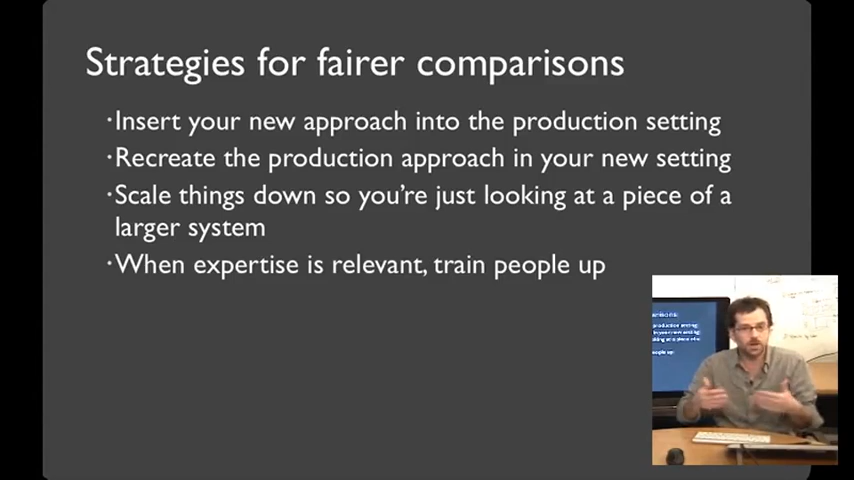 Strategies for fairer comparisons
·Insert your new approach into the production setting
·Recreate the production approach in your new setting
·Scale things down so you're just looking at a piece of a
larger system
·When expertise is relevant, train people up